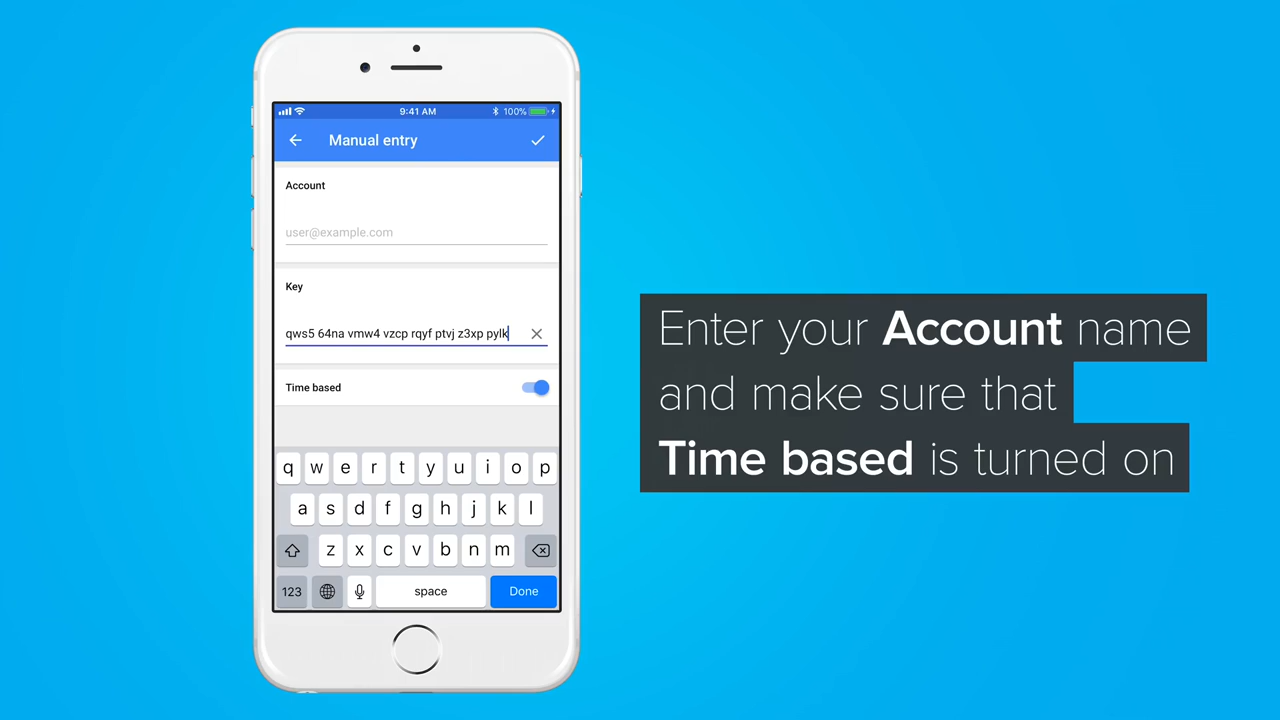 9:41 AM
100%
Manual entry
Account
user@example.com
Key
qws5 64na vmw4 vzcp rqyf ptvj z3xp pylk
Time based
q w e r t y u i o p
a s d f g h j k l
z x c v b n m
123 space Done
Enter your Account name
and make sure that
Time based is turned on